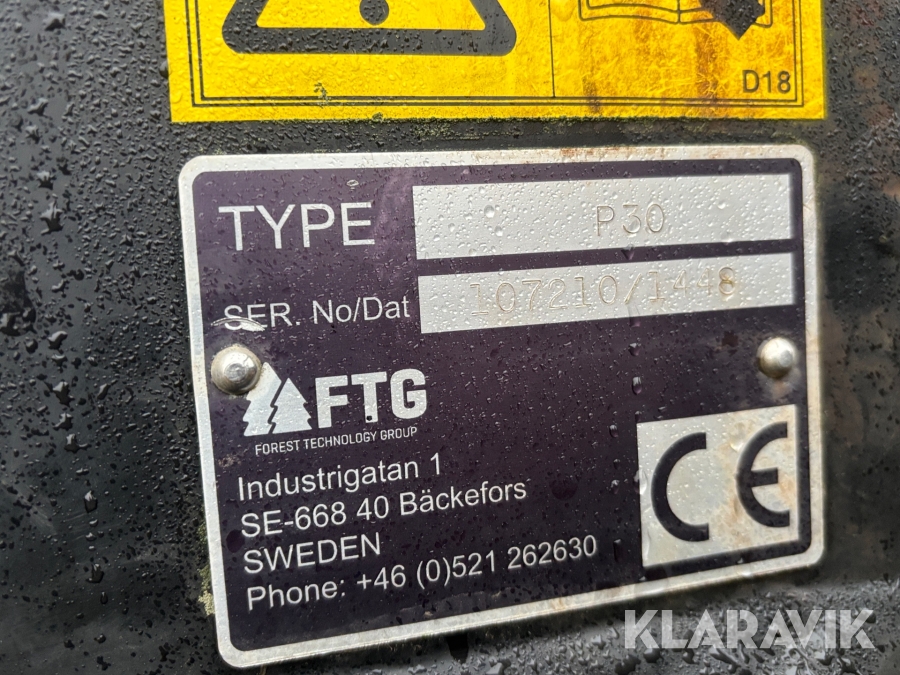 D18
TYPE P30
SER. No/Dat 107210/1448
FTG
FOREST TECHNOLOGY GROUP
Industrigatan 1
SE-668 40 Bäckefors
SWEDEN
Phone: +46 (0)521 262630
CE
KLARAVIK